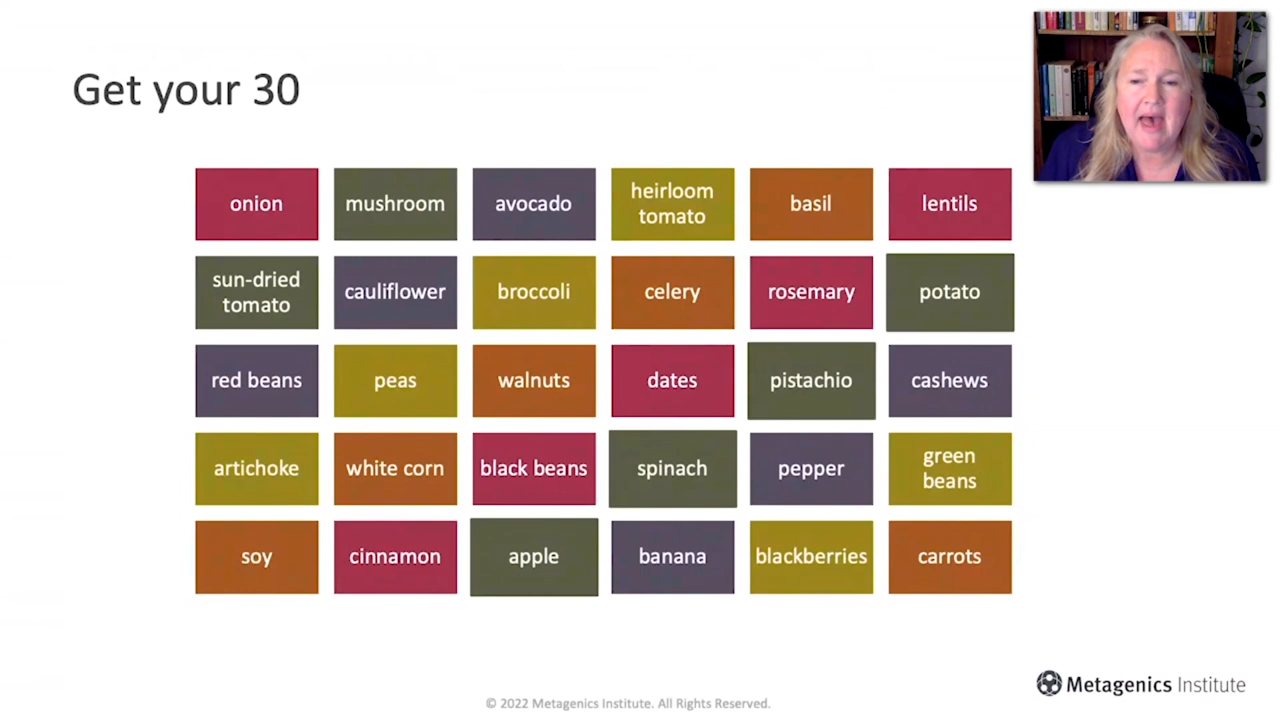 Get your 30
onion
mushroom
avocado
heirloom
tomato
basil
lentils
sun-dried
tomato
cauliflower
broccoli
celery
rosemary
potato
red beans
peas
walnuts
dates
pistachio
cashews
artichoke
white corn
black beans
spinach
pepper
green
beans
soy
cinnamon
apple
banana
blackberries
carrots
Metagenics Institute
© 2022 Metagenics Institute. All Rights Reserved.